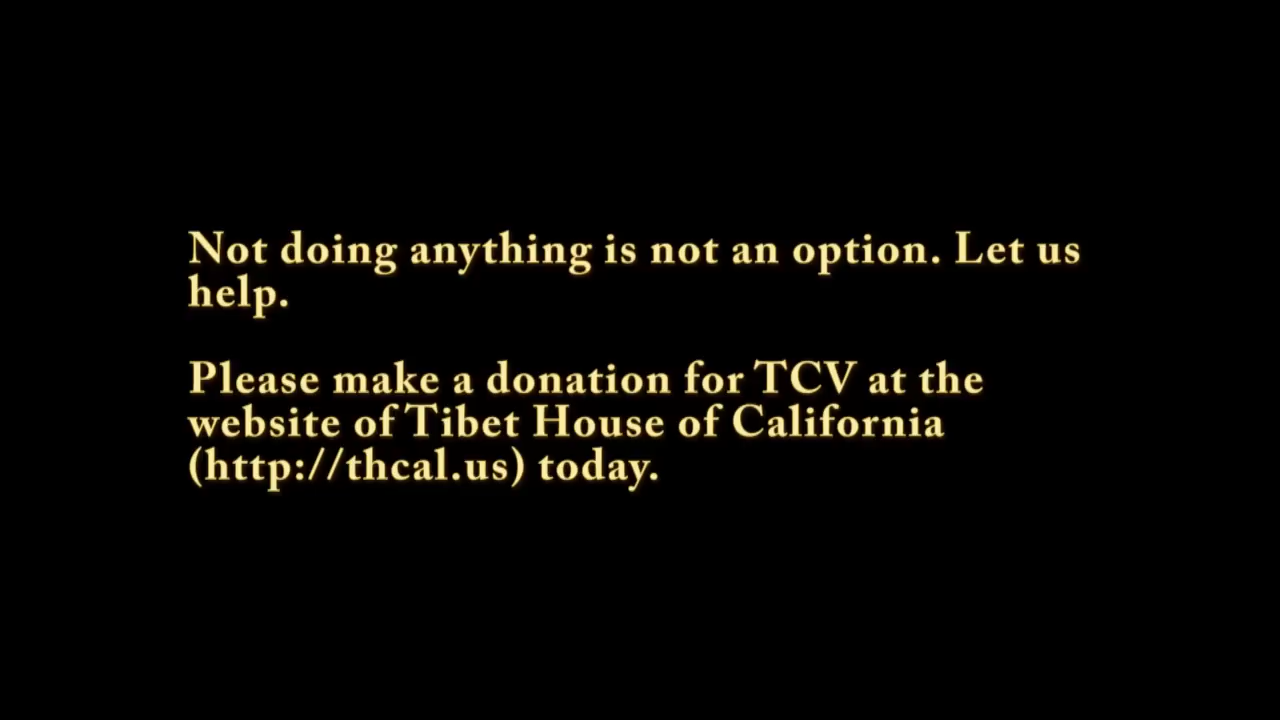 Not doing anything is not an option. Let us
help.
Please make a donation for TCV at the
website of Tibet House of California
(http://thcal.us) today.